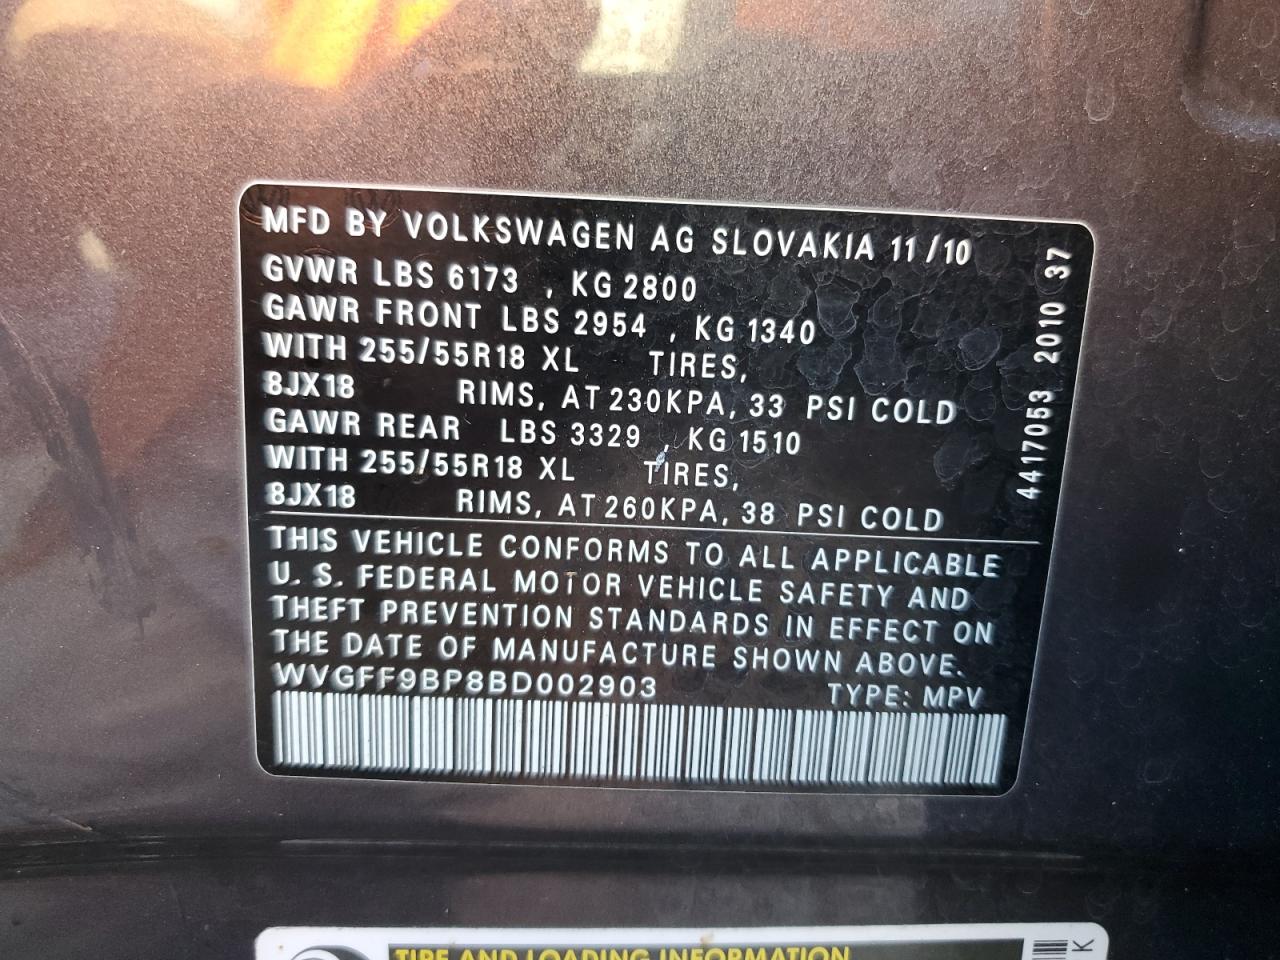 MFD BY VOLKSWAGEN AG SLOVAKIA 11/10
GVWR LBS 6173 , KG 2800
GAWR FRONT LBS 2954 , KG 1340
WITH 255/55R18 XL TIRES,
8JX18 RIMS, AT 230KPA, 33 PSI COLD
GAWR REAR LBS 3329 , KG 1510
WITH 255/55R18 XL TIRES,
8JX18 RIMS, AT 260KPA, 38 PSI COLD
THIS VEHICLE CONFORMS TO ALL APPLICABLE
U. S. FEDERAL MOTOR VEHICLE SAFETY AND
THEFT PREVENTION STANDARDS IN EFFECT ON
THE DATE OF MANUFACTURE SHOWN ABOVE.
WVGFF9BP8BD002903 TYPE: MPV
4417053 2010 37
TIRE AND LOADING INFORMATION
K